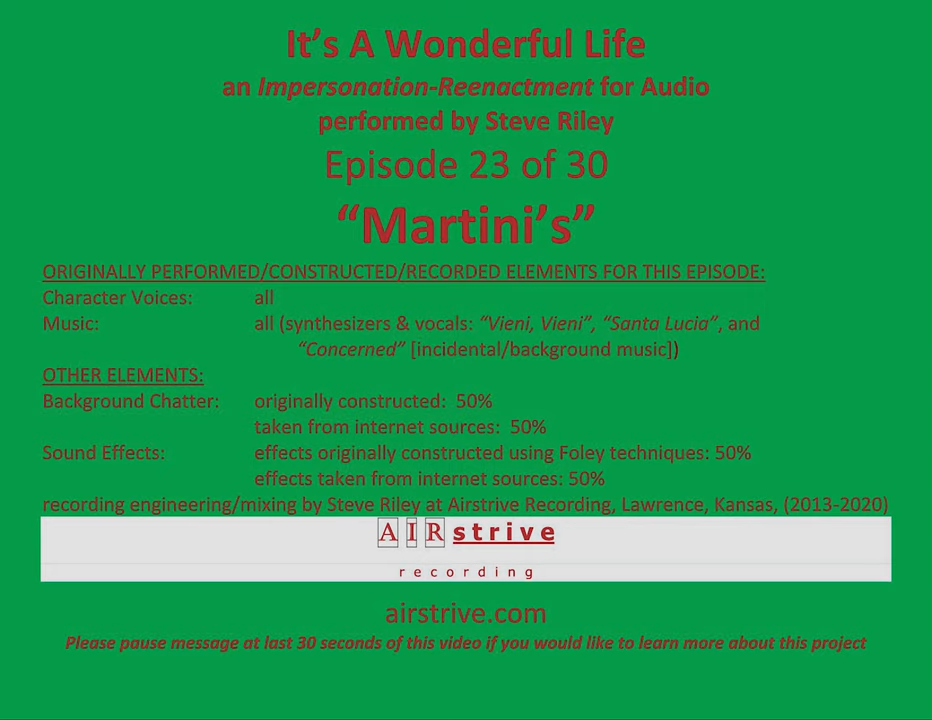 It's A Wonderful Life
an Impersonation-Reenactment for Audio
performed by Steve Riley
Episode 23 of 30
“Martini's”
ORIGINALLY PERFORMED/CONSTRUCTED/RECORDED ELEMENTS FOR THIS EPISODE:
Character Voices: all
Music: all (synthesizers & vocals: “Vieni, Vieni”, “Santa Lucia”, and
“Concerned” [incidental/background music])
OTHER ELEMENTS:
Background Chatter: originally constructed: 50%
taken from internet sources: 50%
Sound Effects: effects originally constructed using Foley techniques: 50%
effects taken from internet sources: 50%
recording engineering/mixing by Steve Riley at Airstrive Recording, Lawrence, Kansas, (2013-2020)
AIRstrive
recording
airstrive.com
Please pause message at last 30 seconds of this video if you would like to learn more about this project